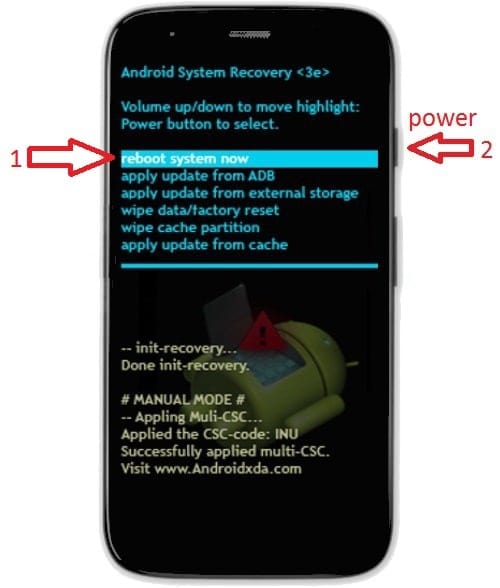 Android System Recovery <3e>
Volume up/down to move highlight:
Power button to select.
power
1
reboot system now
2
apply update from ADB
apply update from external storage
wipe data/factory reset
wipe cache partition
apply update from cache
-- init-recovery...
Done init-recovery.
# MANUAL MODE #
-- Appling Muli-CSC...
Applied the CSC-code: INU
Successfully applied multi-CSC.
Visit www.Androidxda.com